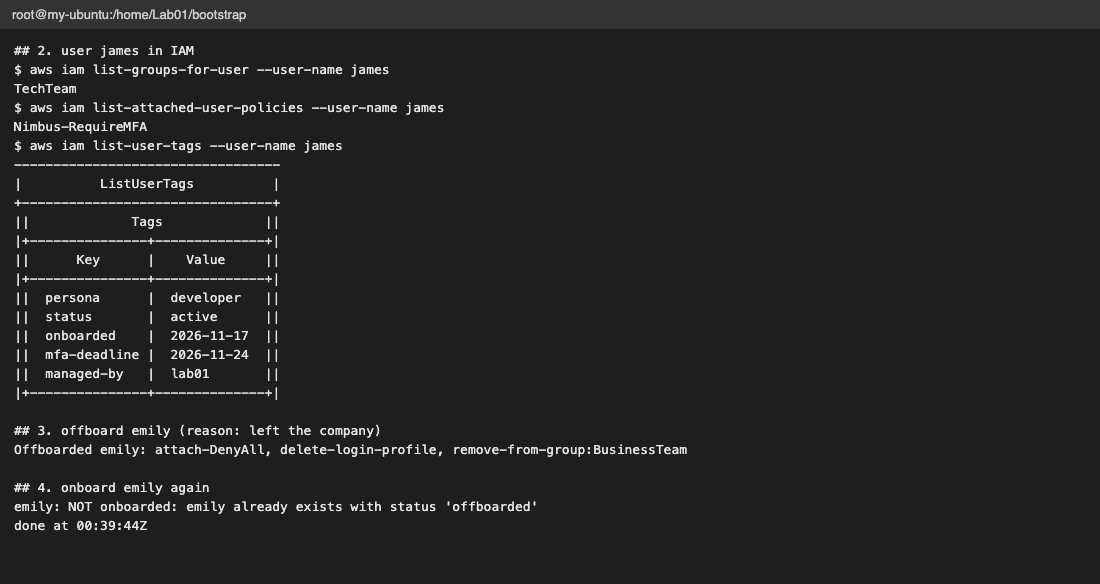 root@my-ubuntu:/home/Lab01/bootstrap
## 2. user james in IAM
$ aws iam list-groups-for-user --user-name james
TechTeam
$ aws iam list-attached-user-policies --user-name james
Nimbus-RequireMFA
$ aws iam list-user-tags --user-name james
----------------------------------
|          ListUserTags          |
+--------------------------------+
||             Tags             ||
|+---------------+--------------+|
||      Key      |    Value     ||
|+---------------+--------------+|
||  persona      |  developer   ||
||  status       |  active      ||
||  onboarded    |  2026-11-17  ||
||  mfa-deadline |  2026-11-24  ||
||  managed-by   |  lab01       ||
|+---------------+--------------+|
## 3. offboard emily (reason: left the company)
Offboarded emily: attach-DenyAll, delete-login-profile, remove-from-group:BusinessTeam
## 4. onboard emily again
emily: NOT onboarded: emily already exists with status 'offboarded'
done at 00:39:44Z